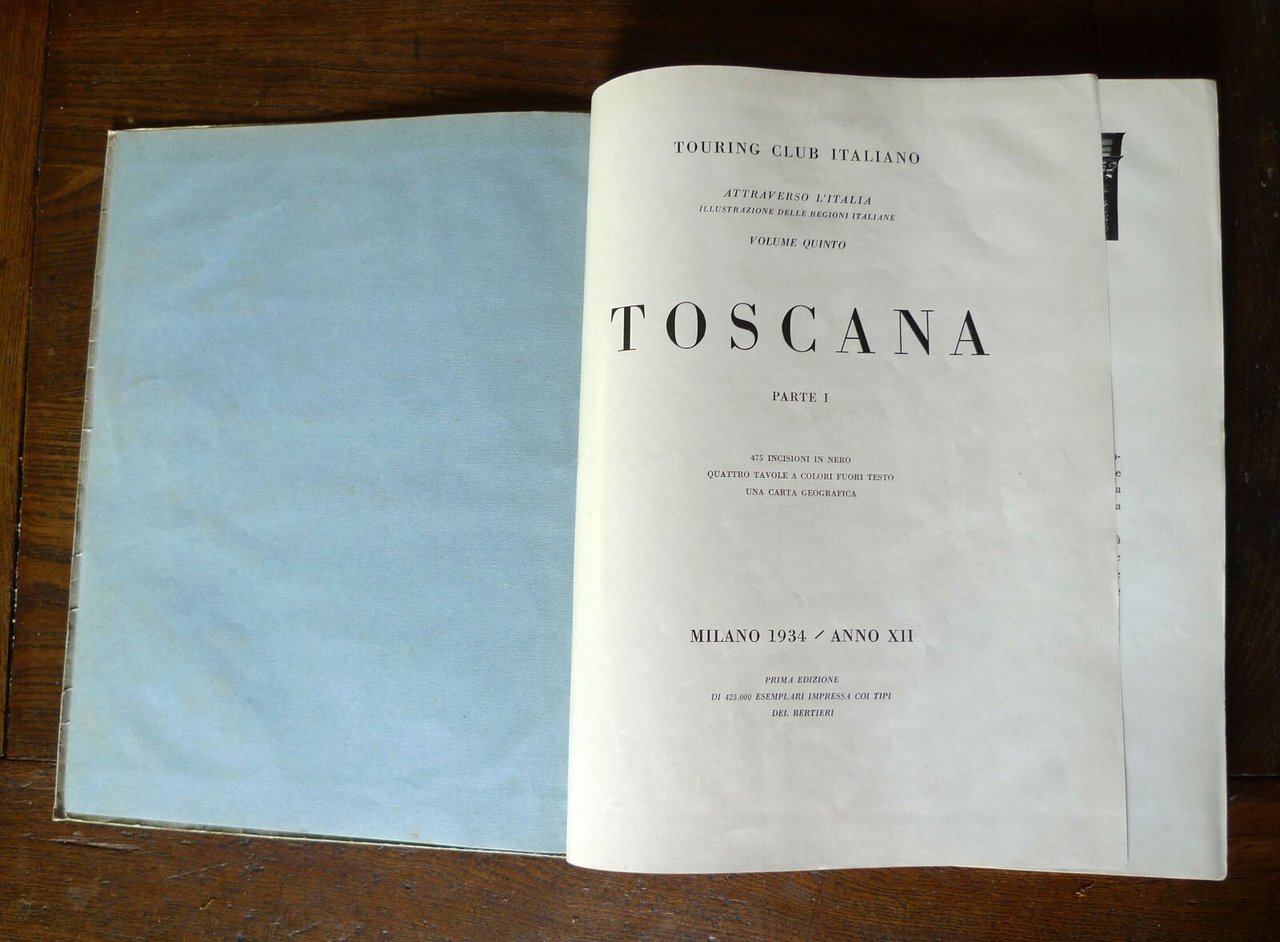 TOURING CLUB ITALIANO
ATTRAVERSO L'ITALIA
ILLUSTRAZIONE DELLE REGIONI ITALIANE
VOLUME QUINTO
TOSCANA
PARTE I
475 INCISIONI IN NERO
QUATTRO TAVOLE A COLORI FUORI TESTO
UNA CARTA GEOGRAFICA
MILANO 1934 / ANNO XII
PRIMA EDIZIONE
DI 425.000 ESEMPLARI IMPRESSA COI TIPI
DEL BERTIERI